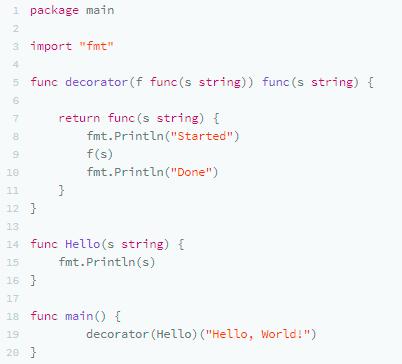 1 package main
2
3 import "fmt"
4
5 func decorator(f func(s string)) func(s string) {
6
7     return func(s string) {
8         fmt.Println("Started")
9         f(s)
10         fmt.Println("Done")
11     }
12 }
13
14 func Hello(s string) {
15     fmt.Println(s)
16 }
17
18 func main() {
19         decorator(Hello)("Hello, World!")
20 }